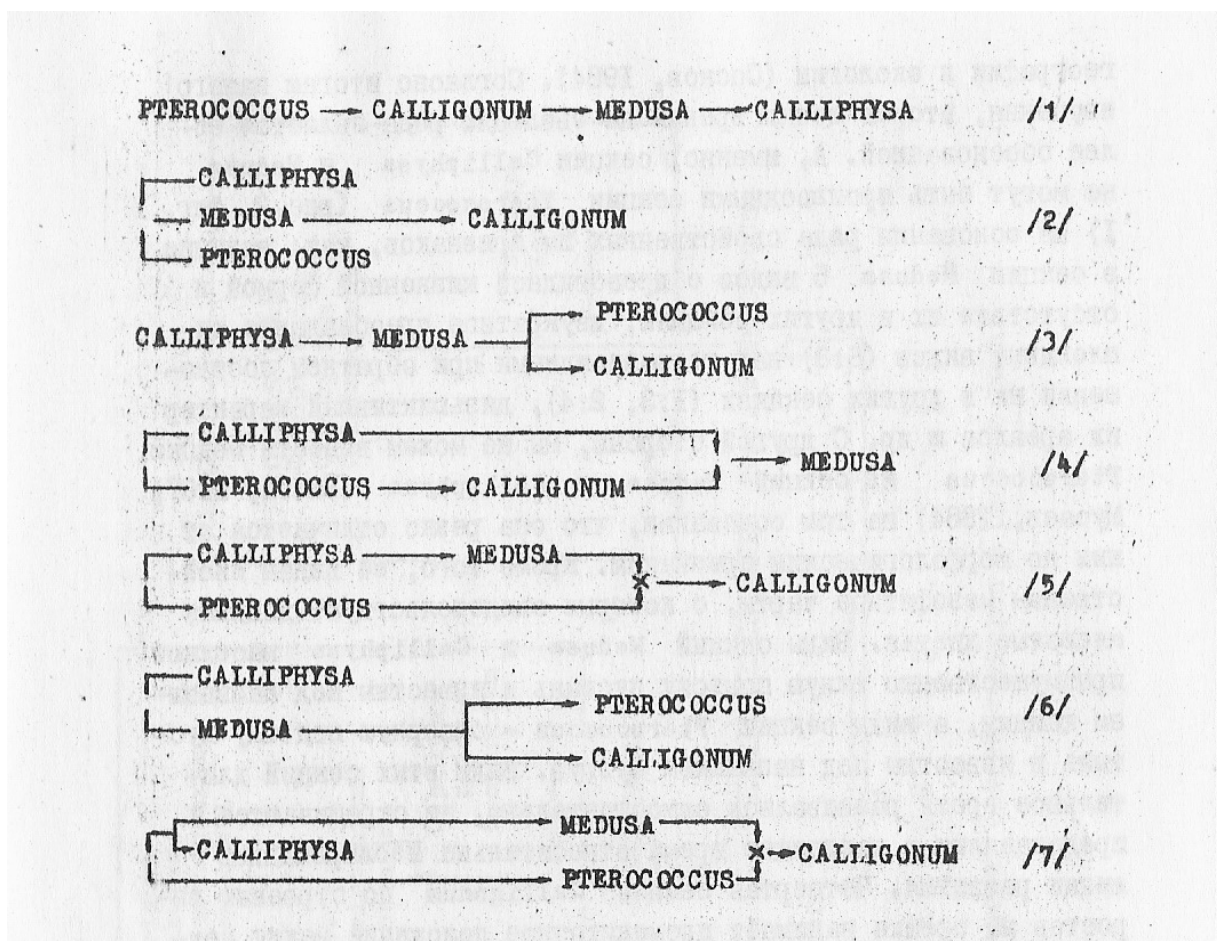 PTEROCOCCUS → CALLIGONUM → MEDUSA → CALLIPHYSA /1/
CALLIPHYSA
MEDUSA → CALLIGONUM /2/
PTEROCOCCUS
PTEROCOCCUS
CALLIPHYSA → MEDUSA /3/
CALLIGONUM
CALLIPHYSA
MEDUSA /4/
PTEROCOCCUS → CALLIGONUM
CALLIPHYSA → MEDUSA
× → CALLIGONUM /5/
PTEROCOCCUS
CALLIPHYSA
PTEROCOCCUS /6/
MEDUSA
CALLIGONUM
MEDUSA
CALLIPHYSA × → CALLIGONUM /7/
PTEROCOCCUS